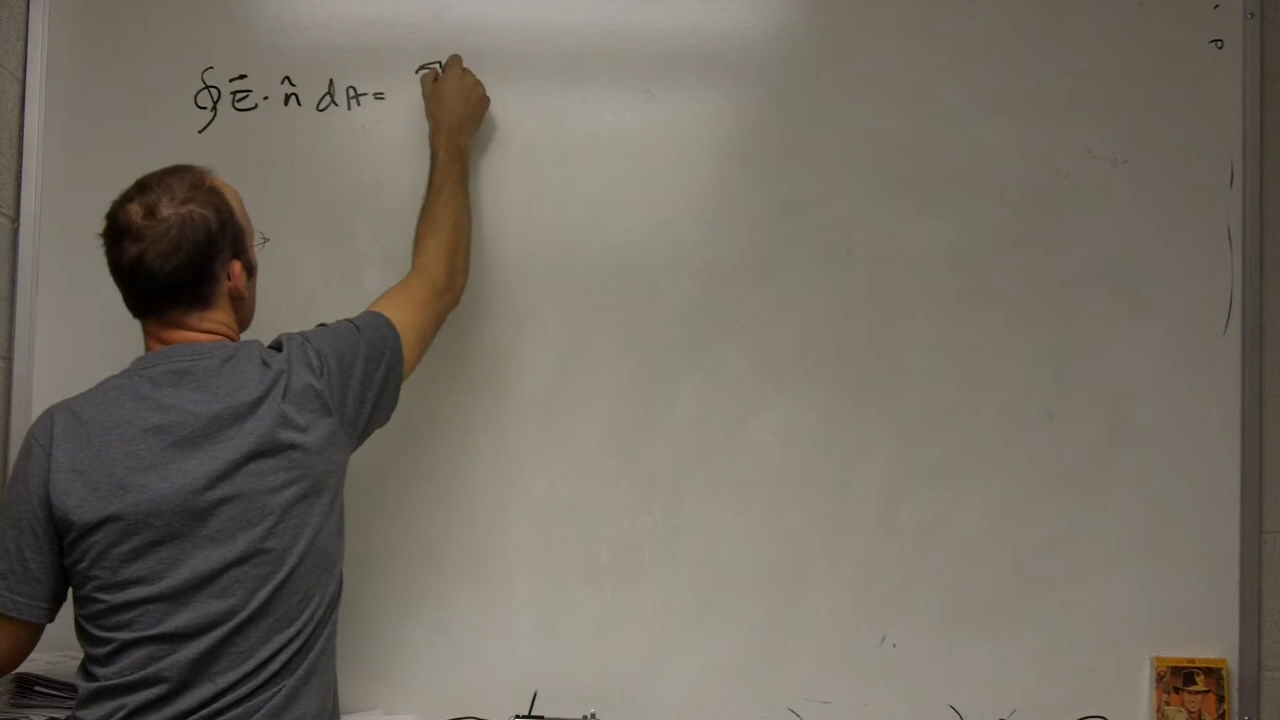 ∮ E⃗ · n̂ dA =